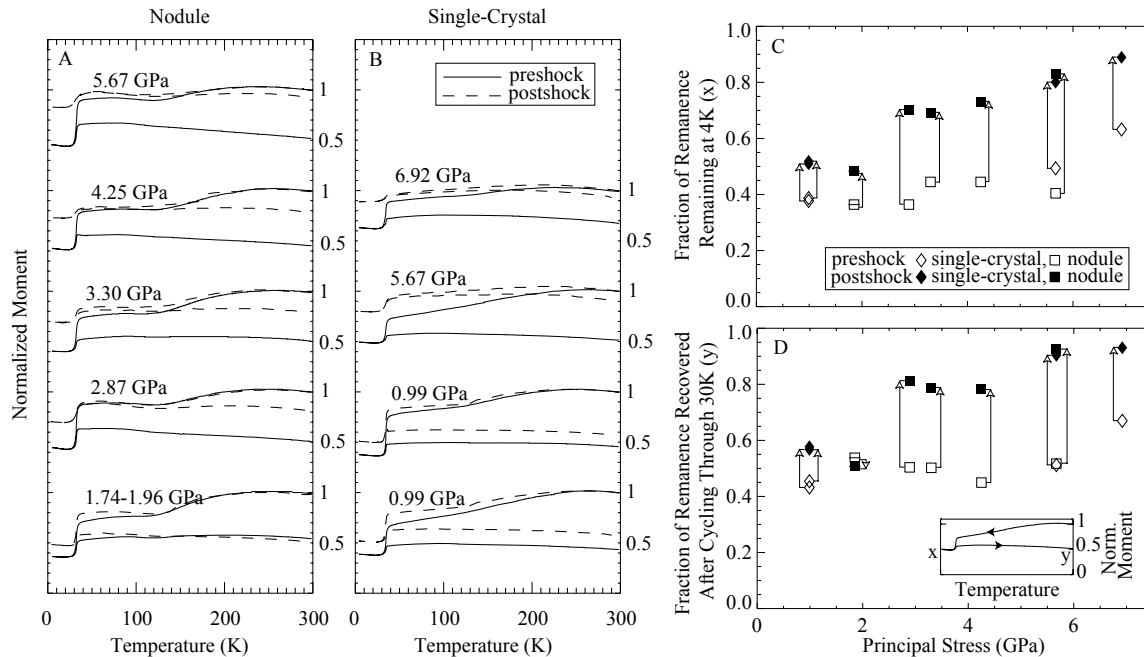 Nodule
Single-Crystal
Normalized Moment
A
5.67 GPa
1
0.5
4.25 GPa
1
0.5
3.30 GPa
1
0.5
2.87 GPa
1
0.5
1.74-1.96 GPa
1
0.5
0 100 200 300
Temperature (K)
B
preshock
postshock
6.92 GPa
1
0.5
5.67 GPa
1
0.5
0.99 GPa
1
0.5
0.99 GPa
1
0.5
0 100 200 300
Temperature (K)
Fraction of Remanence
Remaining at 4K (x)
C
1.0
0.8
0.6
0.4
0.2
0.0
preshock single-crystal, nodule
postshock single-crystal, nodule
Fraction of Remanence Recovered
After Cycling Through 30K (y)
D
1.0
0.8
0.6
0.4
0.2
0.0
x
y
1
0.5
0
Norm.
Moment
Temperature
0 2 4 6
Principal Stress (GPa)